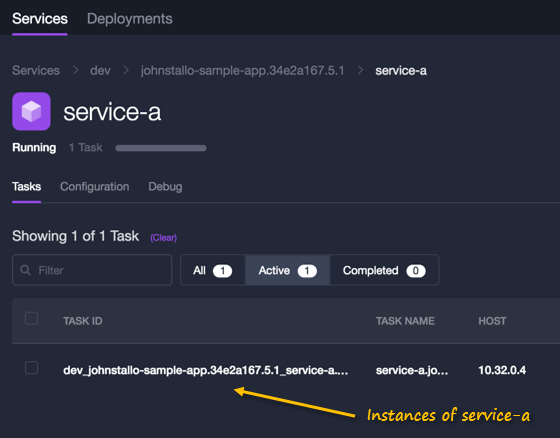 Services Deployments
Services > dev > johnstallo-sample-app.34e2a167.5.1 > service-a
service-a
Running 1 Task
Tasks Configuration Debug
Showing 1 of 1 Task (Clear)
Filter All 1 Active 1 Completed 0
TASK ID TASK NAME HOST
dev_johnstallo-sample-app.34e2a167.5.1_service-a.... service-a.jo... 10.32.0.4
Instances of service-a